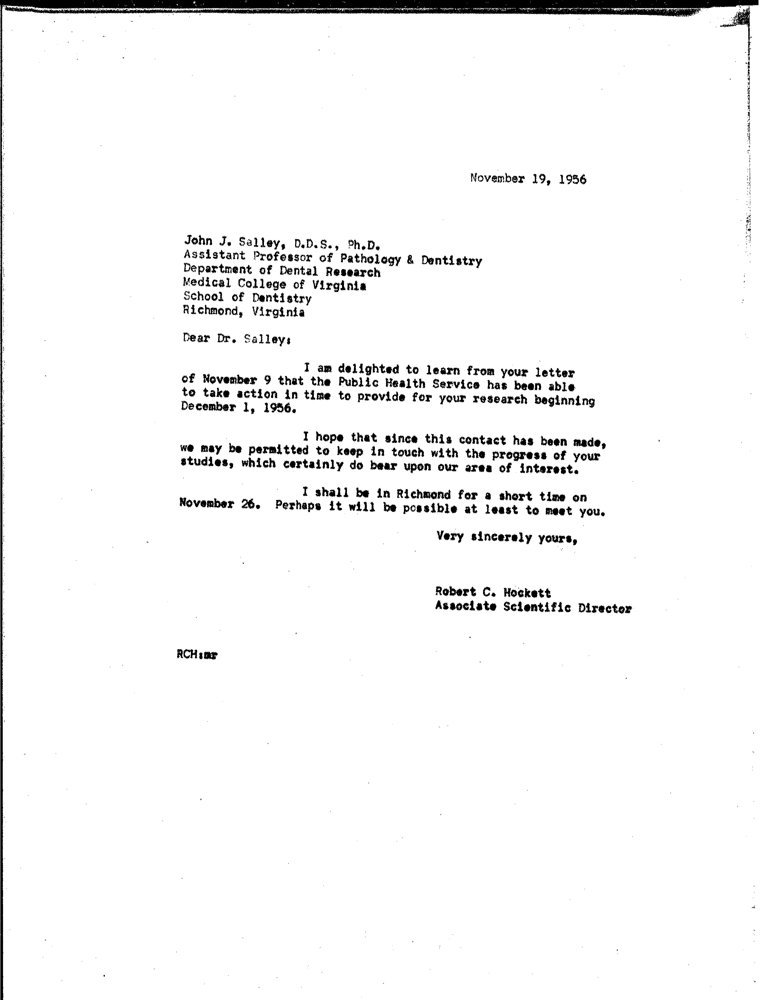 November 19, 1956
John J. Salley, D.D.S., Ph.D.
Assistant Professor of Pathology & Dentistry
Department of Dental Research
Medical College of Virginia
School of Dentistry
Richmond, Virginia
Dear Dr. Salley:
I am delighted to learn from your letter
of November 9 that the Public Health Service has been able
to take action in time to provide for your research beginning
December 1, 1956.
I hope that since this contact has been made,
we may be permitted to keep in touch with the progress of your
studies, which certainly do bear upon our area of interest.
I shall be in Richmond for a short time on
November 26. Perhaps it will be possible at least to meet you.
Very sincerely yours,
Robert C. Hockett
Associate Scientific Director
RCH:mr